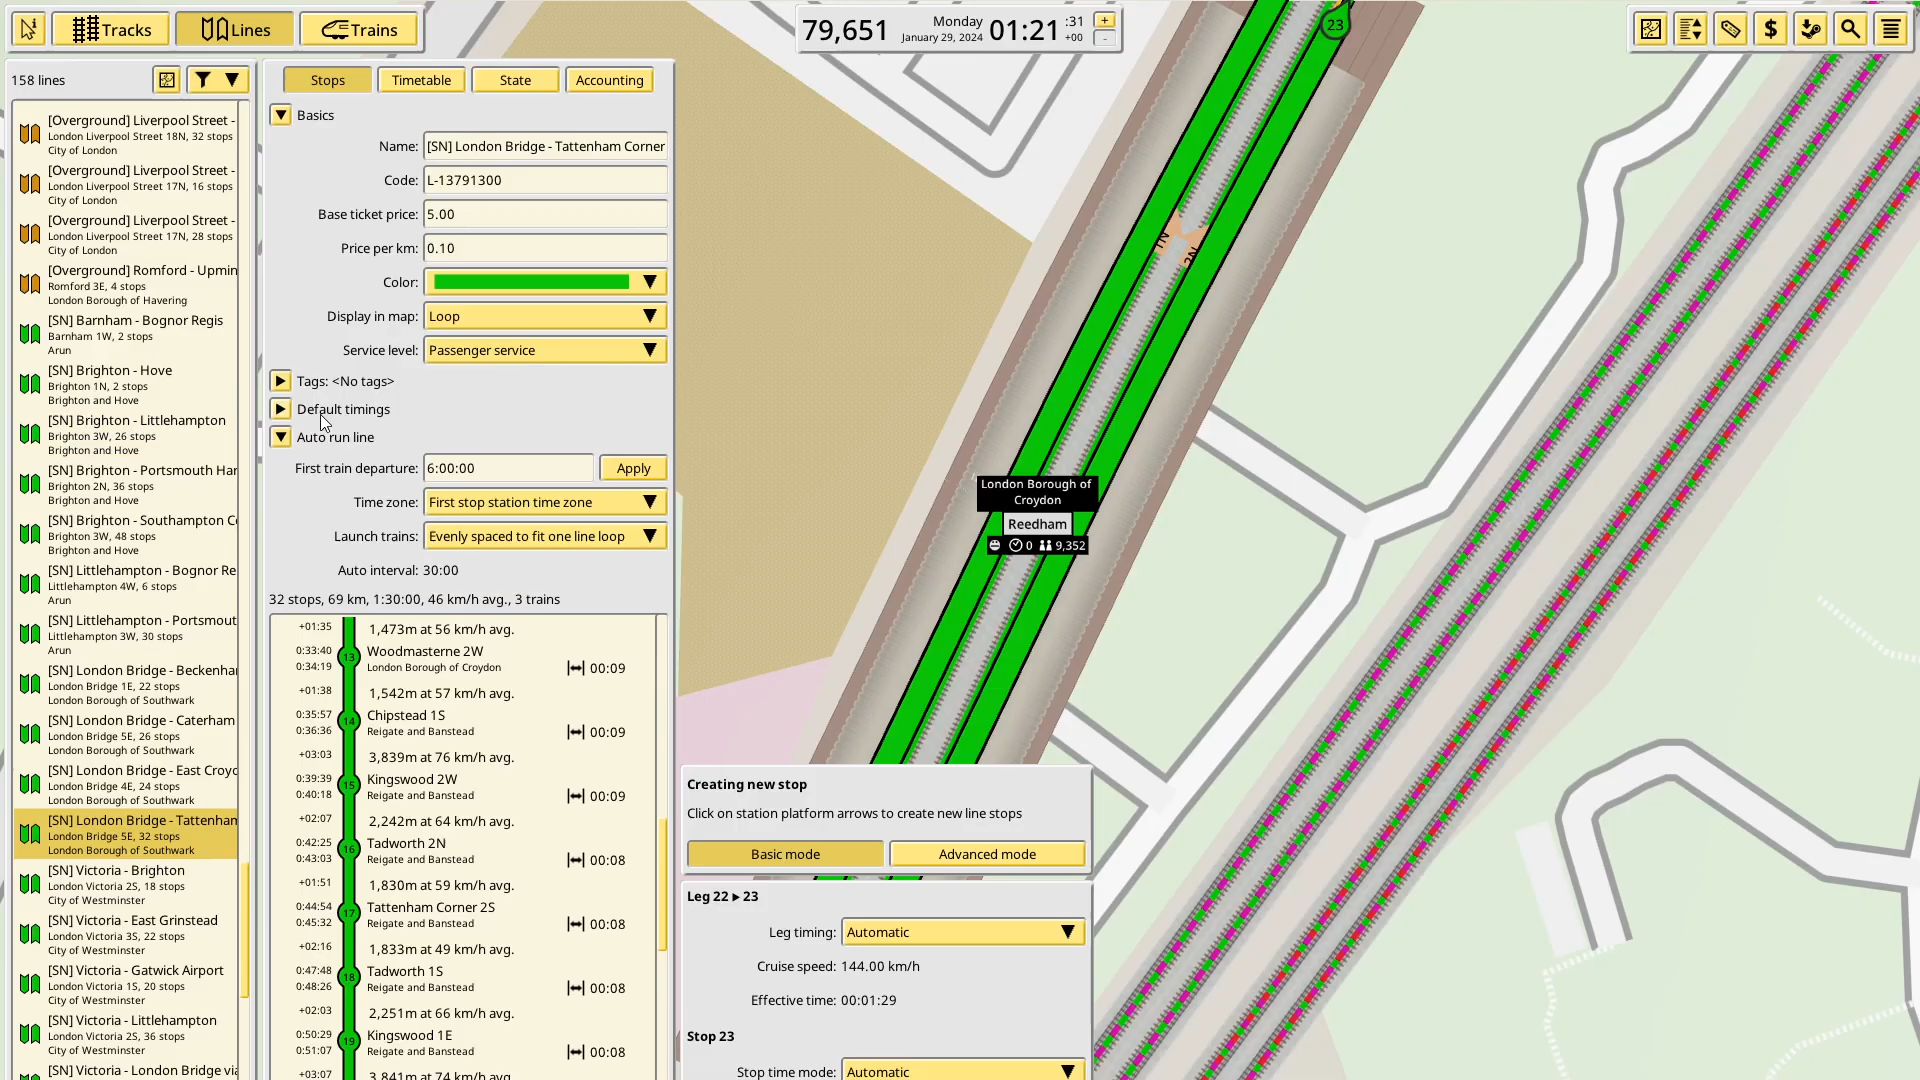 Tracks
Lines
Trains
79,651
Monday
January 29, 2024
01:21
:31
+00
+
-
$
23
158 lines
[Overground] Liverpool Street -
London Liverpool Street 18N, 32 stops
City of London
[Overground] Liverpool Street -
London Liverpool Street 17N, 16 stops
City of London
[Overground] Liverpool Street -
London Liverpool Street 17N, 28 stops
City of London
[Overground] Romford - Upmin
Romford 3E, 4 stops
London Borough of Havering
[SN] Barnham - Bognor Regis
Barnham 1W, 2 stops
Arun
[SN] Brighton - Hove
Brighton 1N, 2 stops
Brighton and Hove
[SN] Brighton - Littlehampton
Brighton 3W, 26 stops
Brighton and Hove
[SN] Brighton - Portsmouth Har
Brighton 2N, 36 stops
Brighton and Hove
[SN] Brighton - Southampton C
Brighton 3W, 48 stops
Brighton and Hove
[SN] Littlehampton - Bognor Re
Littlehampton 4W, 6 stops
Arun
[SN] Littlehampton - Portsmout
Littlehampton 3W, 30 stops
Arun
[SN] London Bridge - Beckenha
London Bridge 1E, 22 stops
London Borough of Southwark
[SN] London Bridge - Caterham
London Bridge 5E, 26 stops
London Borough of Southwark
[SN] London Bridge - East Croy
London Bridge 4E, 24 stops
London Borough of Southwark
[SN] London Bridge - Tattenham
London Bridge 5E, 32 stops
London Borough of Southwark
[SN] Victoria - Brighton
London Victoria 2S, 18 stops
City of Westminster
[SN] Victoria - East Grinstead
London Victoria 3S, 22 stops
City of Westminster
[SN] Victoria - Gatwick Airport
London Victoria 1S, 20 stops
City of Westminster
[SN] Victoria - Littlehampton
London Victoria 2S, 36 stops
City of Westminster
[SN] Victoria - London Bridge via
Stops
Timetable
State
Accounting
Basics
Name: [SN] London Bridge - Tattenham Corner
Code: L-13791300
Base ticket price: 5.00
Price per km: 0.10
Color:
Display in map: Loop
Service level: Passenger service
Tags: <No tags>
Default timings
Auto run line
First train departure: 6:00:00 Apply
Time zone: First stop station time zone
Launch trains: Evenly spaced to fit one line loop
Auto interval: 30:00
32 stops, 69 km, 1:30:00, 46 km/h avg., 3 trains
+01:35 1,473m at 56 km/h avg.
0:33:40 13 Woodmasterne 2W
0:34:19 London Borough of Croydon 00:09
+01:38 1,542m at 57 km/h avg.
0:35:57 14 Chipstead 1S
0:36:36 Reigate and Banstead 00:09
+03:03 3,839m at 76 km/h avg.
0:39:39 15 Kingswood 2W
0:40:18 Reigate and Banstead 00:09
+02:07 2,242m at 64 km/h avg.
0:42:25 16 Tadworth 2N
0:43:03 Reigate and Banstead 00:08
+01:51 1,830m at 59 km/h avg.
0:44:54 17 Tattenham Corner 2S
0:45:32 Reigate and Banstead 00:08
+02:16 1,833m at 49 km/h avg.
0:47:48 18 Tadworth 1S
0:48:26 Reigate and Banstead 00:08
+02:03 2,251m at 66 km/h avg.
0:50:29 19 Kingswood 1E
0:51:07 Reigate and Banstead 00:08
+03:07 3,841m at 74 km/h avg.
1N
2N
London Borough of
Croydon
Reedham
0 9,352
Creating new stop
Click on station platform arrows to create new line stops
Basic mode
Advanced mode
Leg 22 ▸ 23
Leg timing: Automatic
Cruise speed: 144.00 km/h
Effective time: 00:01:29
Stop 23
Stop time mode: Automatic